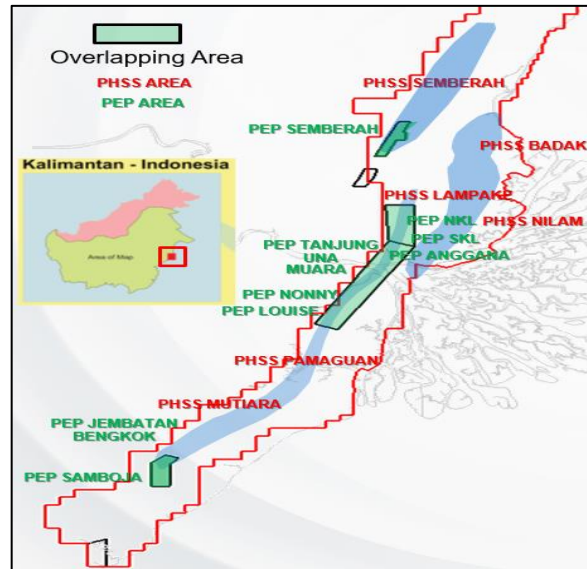 Overlapping Area
PHSS AREA
PEP AREA
Kalimantan - Indonesia
Area of Map
PHSS SEMBERAH
PEP SEMBERAH
PHSS BADAK
PHSS LAMPAKE
PEP NKL
PHSS NILAM
PEP SKL
PEP TANJUNG
UNA
MUARA
PEP ANGGANA
PEP NONNY
PEP LOUISE
PHSS PAMAGUAN
PHSS MUTIARA
PEP JEMBATAN
BENGKOK
PEP SAMBOJA